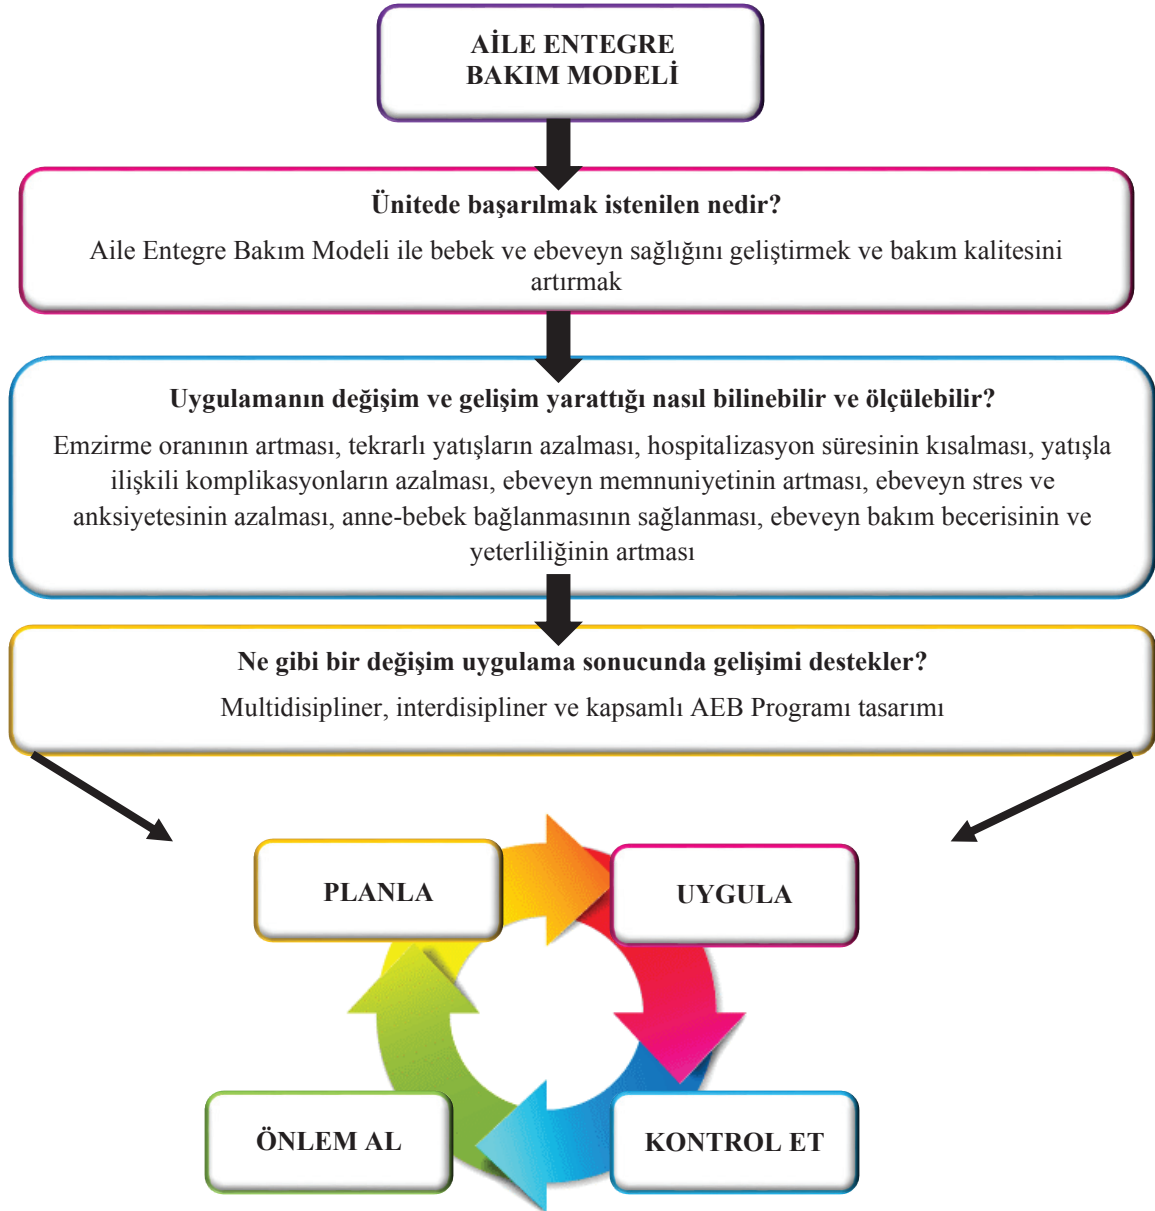 AİLE ENTEGRE
BAKIM MODELİ
Ünitede başarılmak istenilen nedir?
Aile Entegre Bakım Modeli ile bebek ve ebeveyn sağlığını geliştirmek ve bakım kalitesini
artırmak
Uygulamanın değişim ve gelişim yarattığı nasıl bilinebilir ve ölçülebilir?
Emzirme oranının artması, tekrarlı yatışların azalması, hospitalizasyon süresinin kısalması, yatışla
ilişkili komplikasyonların azalması, ebeveyn memnuniyetinin artması, ebeveyn stres ve
anksiyetesinin azalması, anne-bebek bağlanmasının sağlanması, ebeveyn bakım becerisinin ve
yeterliliğinin artması
Ne gibi bir değişim uygulama sonucunda gelişimi destekler?
Multidisipliner, interdisipliner ve kapsamlı AEB Programı tasarımı
PLANLA
UYGULA
ÖNLEM AL
KONTROL ET